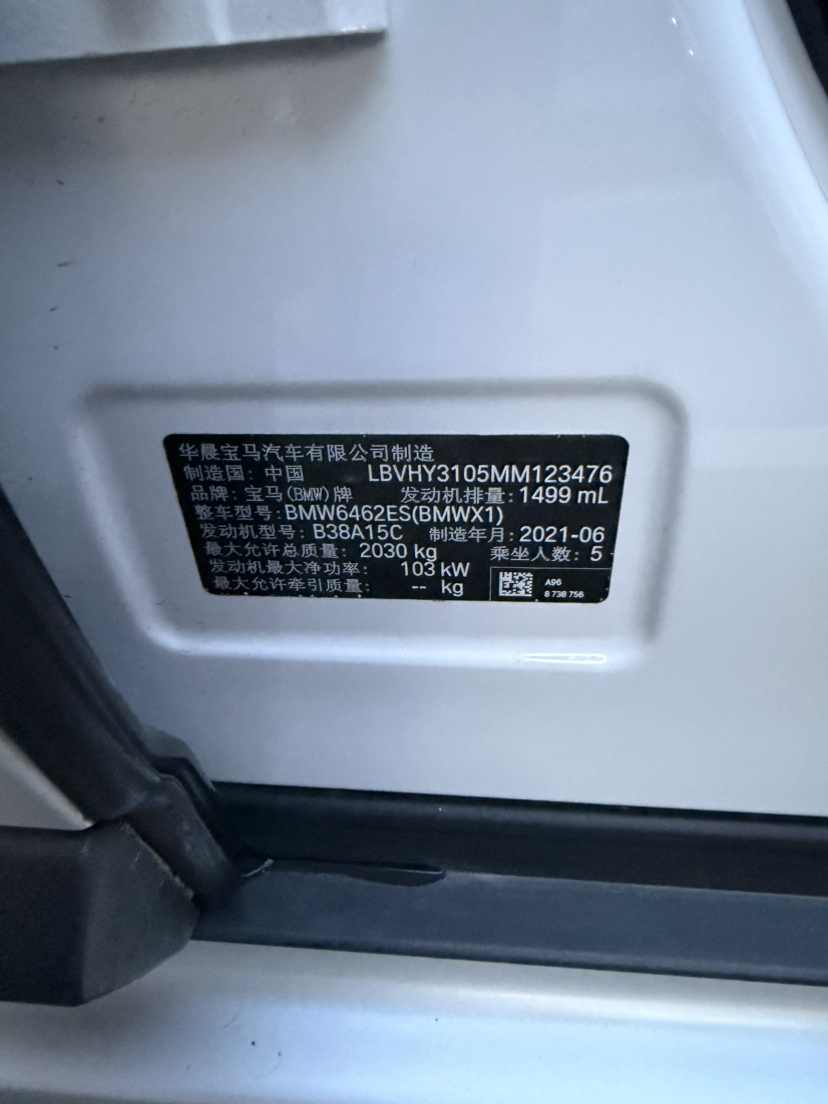 华晨宝马汽车有限公司制造
制造国: 中国 LBVHY3105MM123476
品牌: 宝马(BMW)牌 发动机排量: 1499 mL
整车型号: BMW6462ES(BMWX1)
发动机型号: B38A15C 制造年月: 2021-06
最大允许总质量: 2030 kg 乘坐人数: 5
发动机最大净功率: 103 kW
最大允许牵引质量: -- kg
A96
8 738 756